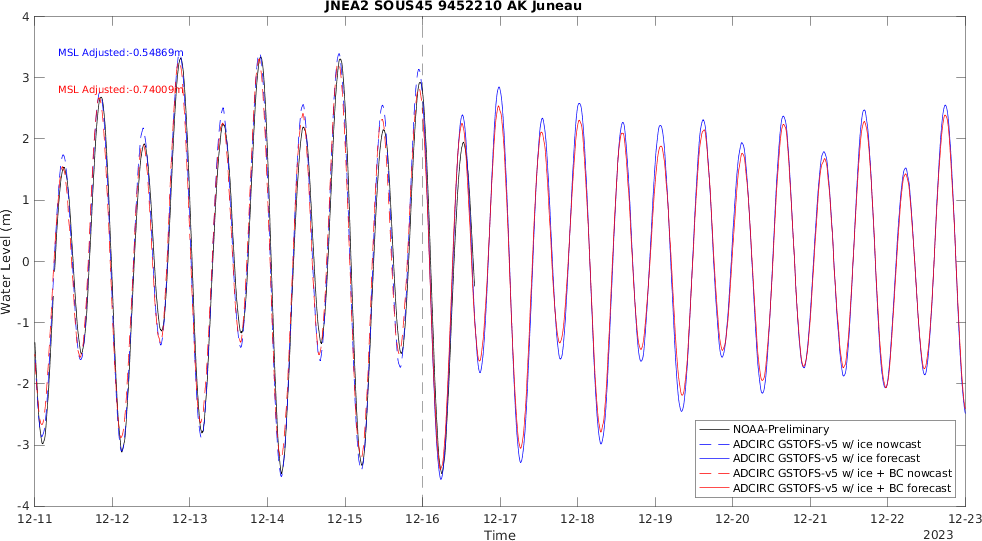 JNEA2 SOUS45 9452210 AK Juneau
4
MSL Adjusted:-0.54869m
3
MSL Adjusted:-0.74009m
2
1
0
-1
-2
-3
-4
Water Level (m)
NOAA-Preliminary
ADCIRC GSTOFS-v5 w/ ice nowcast
ADCIRC GSTOFS-v5 w/ ice forecast
ADCIRC GSTOFS-v5 w/ ice + BC nowcast
ADCIRC GSTOFS-v5 w/ ice + BC forecast
12-11 12-12 12-13 12-14 12-15 12-16 12-17 12-18 12-19 12-20 12-21 12-22 12-23
Time
2023